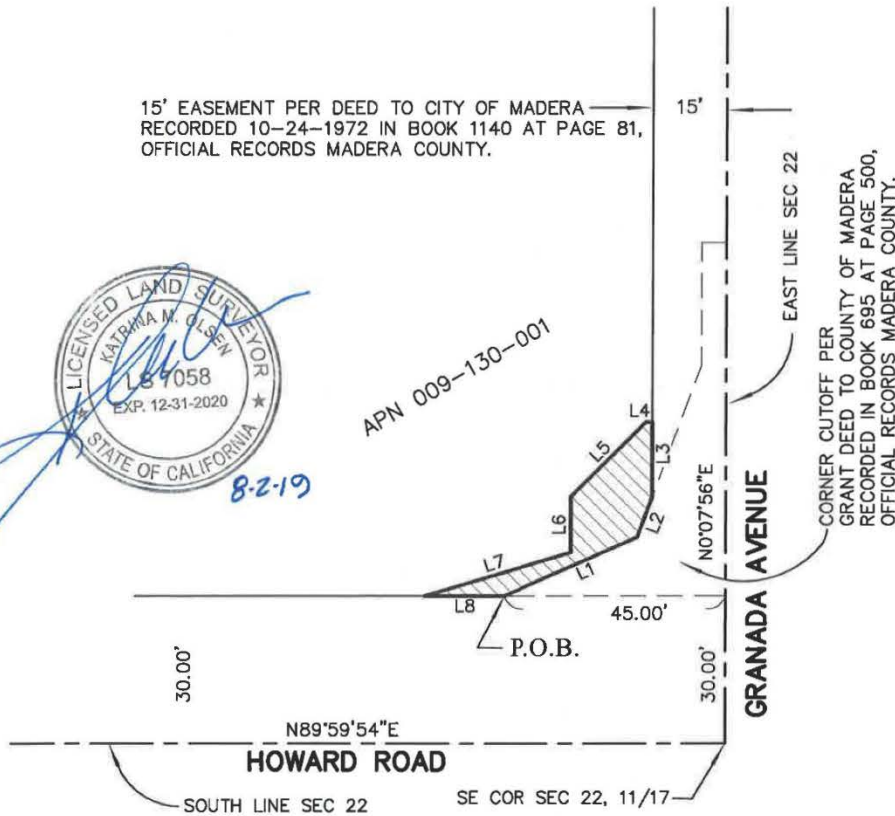 15' EASEMENT PER DEED TO CITY OF MADERA
RECORDED 10-24-1972 IN BOOK 1140 AT PAGE 81,
OFFICIAL RECORDS MADERA COUNTY.
15'
EAST LINE SEC 22
CORNER CUTOFF PER
GRANT DEED TO COUNTY OF MADERA
RECORDED IN BOOK 695 AT PAGE 500,
OFFICIAL RECORDS MADERA COUNTY.
LICENSED LAND SURVEYOR
KATRINA M. OLSEN
LS 7058
EXP. 12-31-2020
STATE OF CALIFORNIA
8-2-19
APN 009-130-001
L4
L5
L3
L6
L2
L7
L1
L8
N0°07'56"E
GRANADA AVENUE
45.00'
P.O.B.
30.00'
30.00'
N89°59'54"E
HOWARD ROAD
SOUTH LINE SEC 22
SE COR SEC 22, 11/17